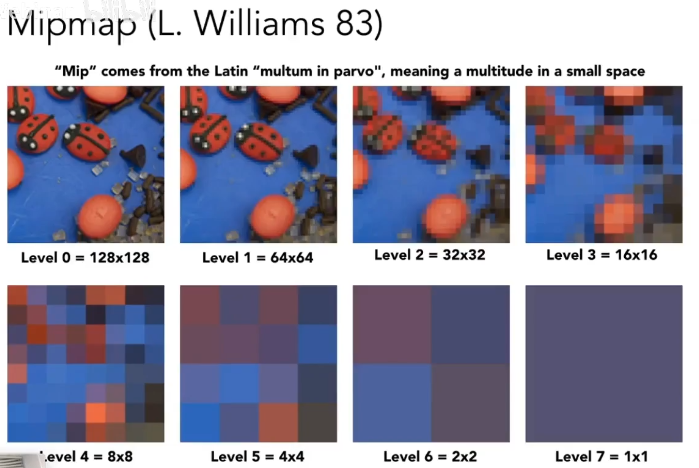 Mipmap (L. Williams 83)
“Mip“ comes from the Latin “multum in parvo", meaning a multitude in a small space
Level 0 = 128x128
Level 1 = 64x64
Level 2 = 32x32
Level 3 = 16x16
Level 4 = 8x8
Level 5 = 4x4
Level 6 = 2x2
Level 7 = 1x1